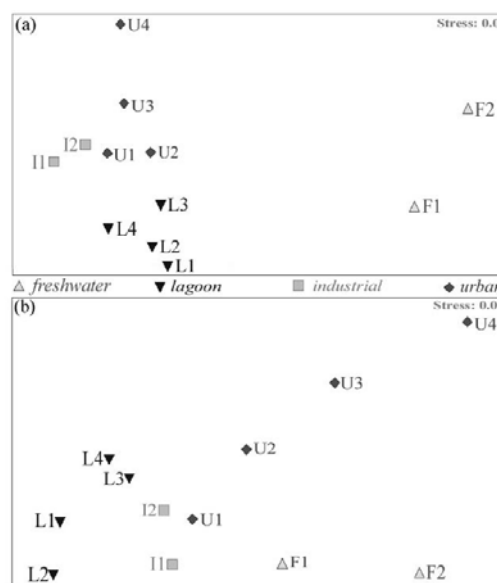 (a) U4 Stress: 0.0
U3 F2
I2 U1 U2
I1
L3 F1
L4
L2
L1
freshwater lagoon industrial urban
(b) Stress: 0.0
U4
U3
U2
L4
L3
I2
L1 U1
I1 F1
L2 F2